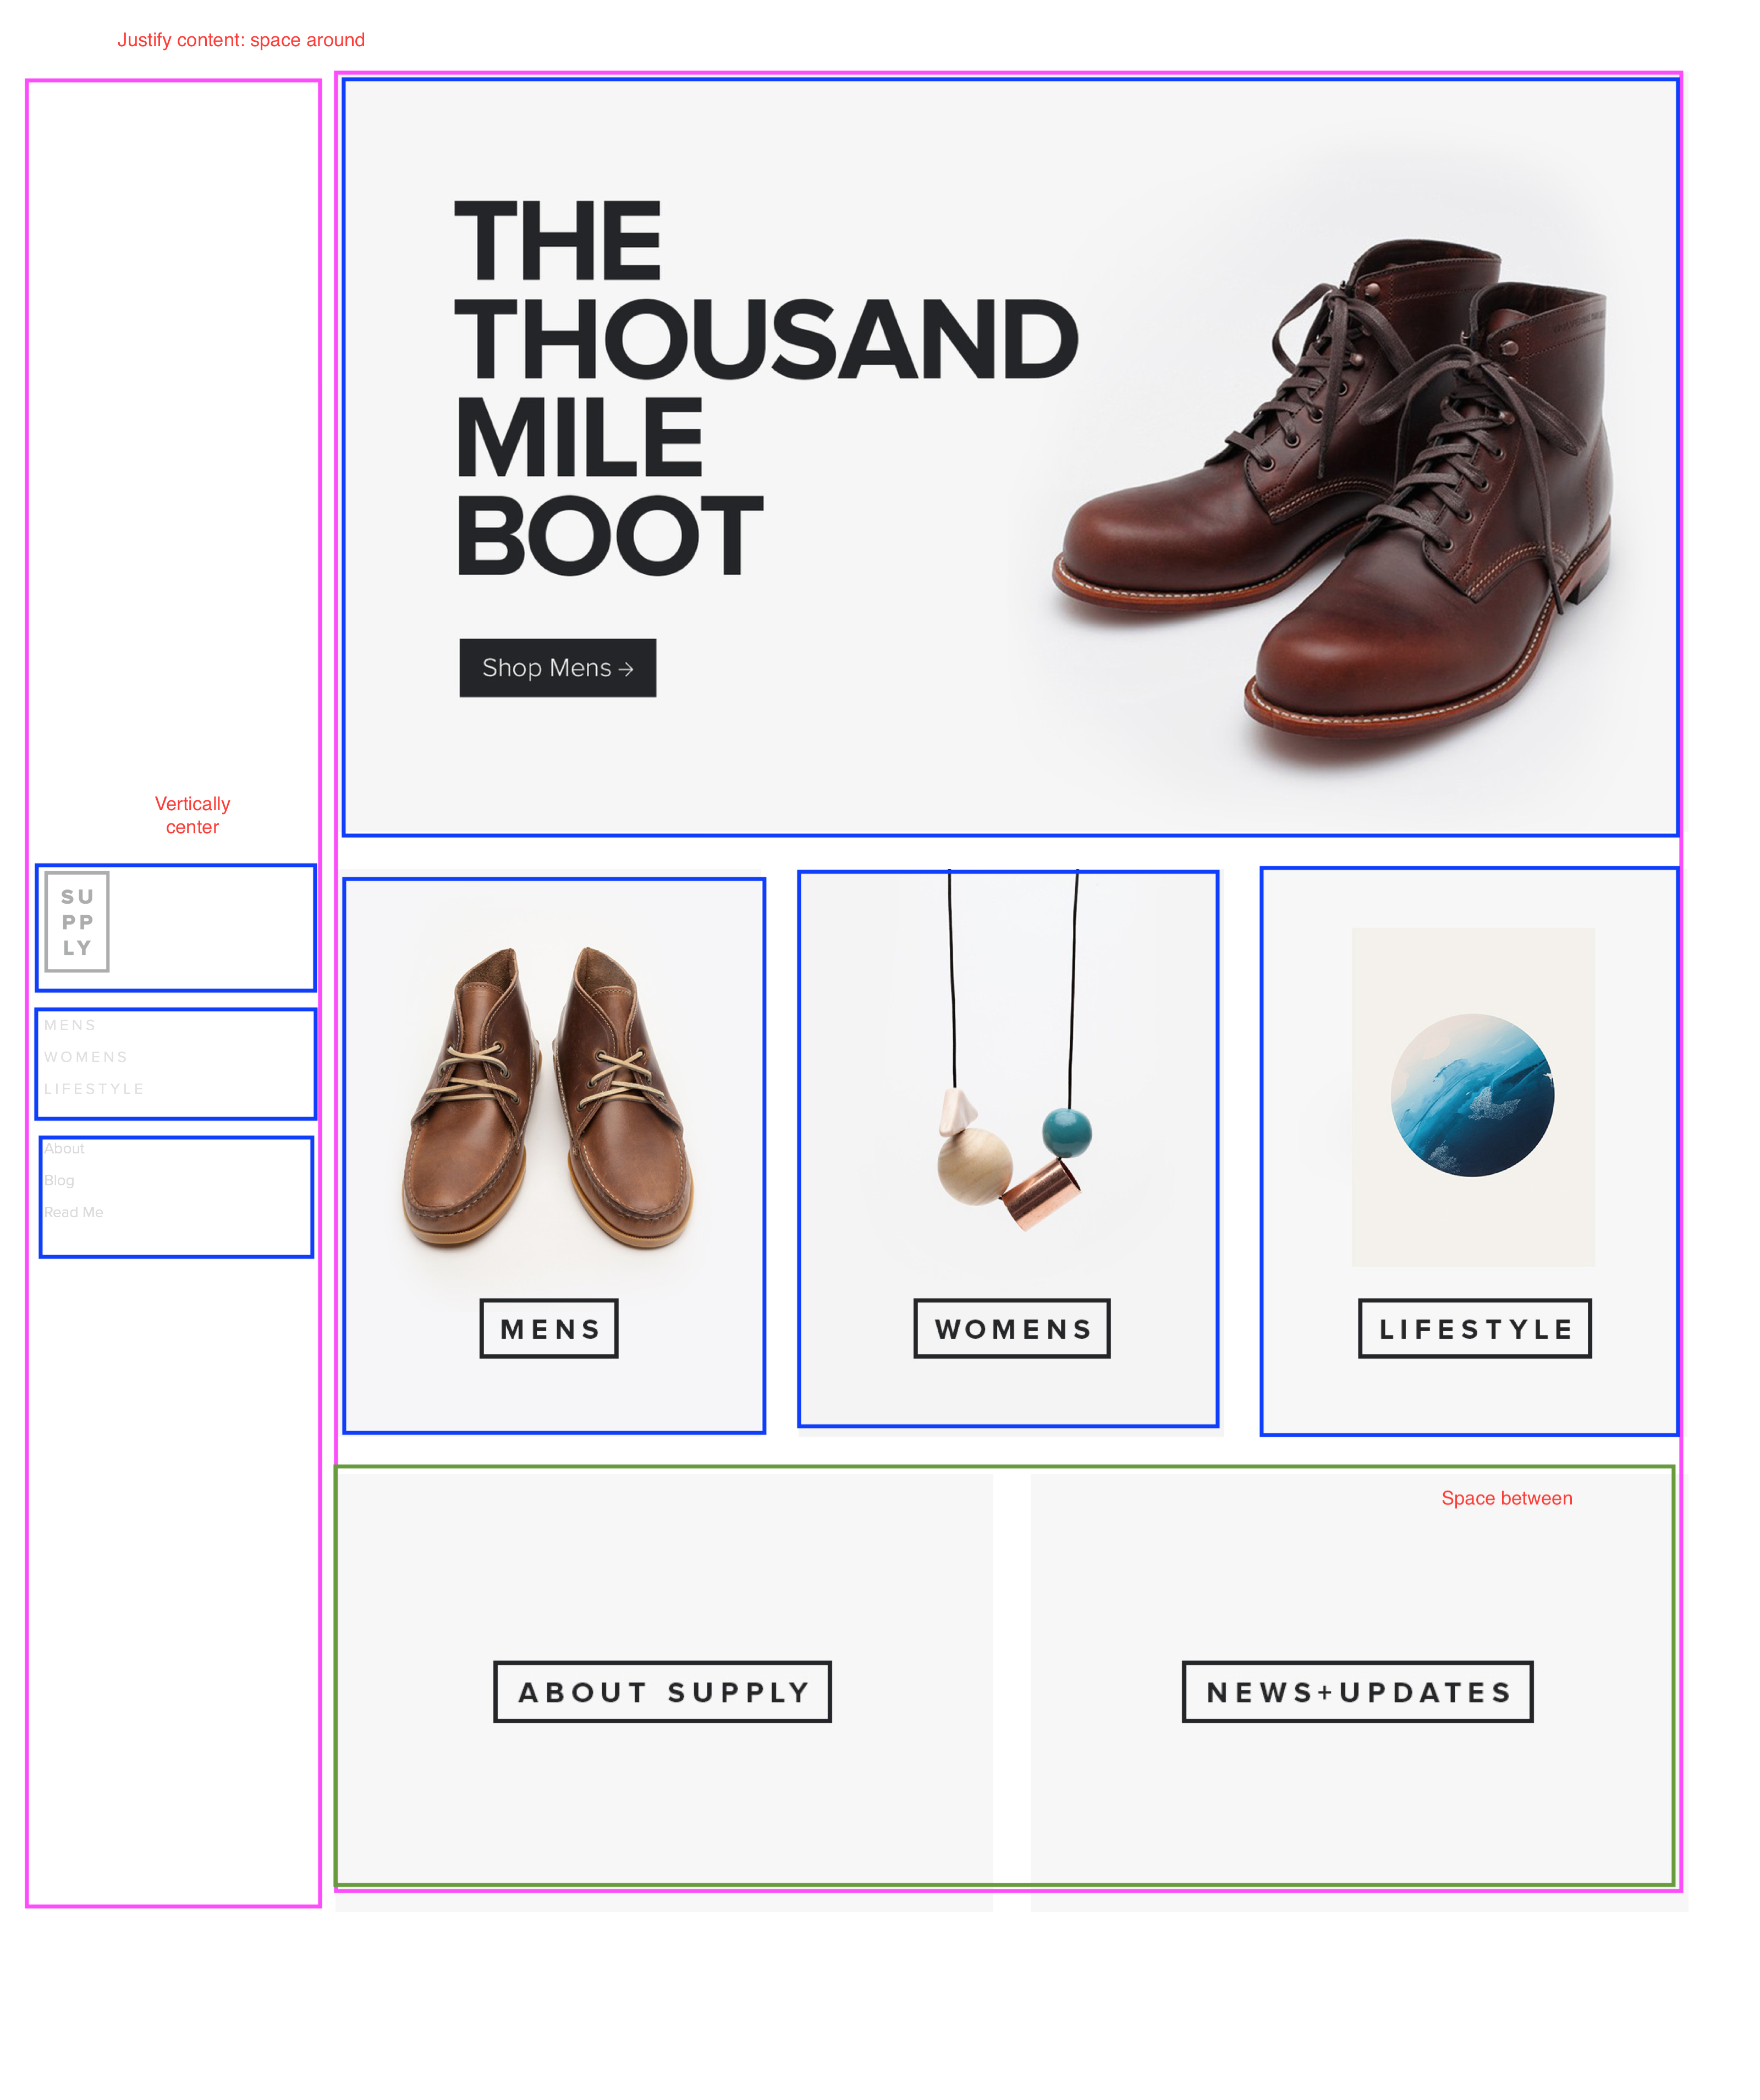 Justify content: space around
THE
THOUSAND
MILE
BOOT
Shop Mens →
Vertically
center
SU
PP
LY
MENS
WOMENS
LIFESTYLE
About
Blog
Read Me
MENS
WOMENS
LIFESTYLE
Space between
ABOUT SUPPLY
NEWS+UPDATES